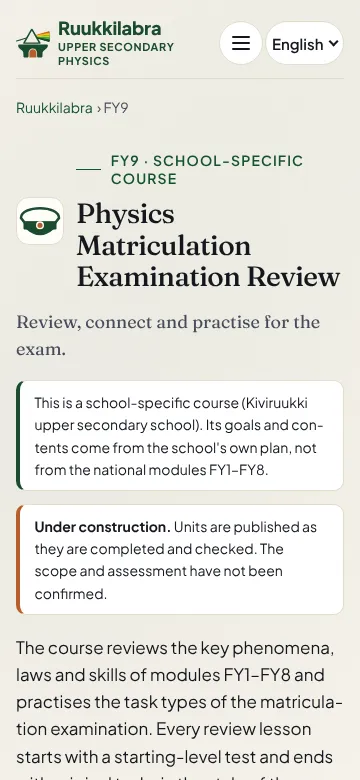 Ruukkilabra
UPPER SECONDARY
PHYSICS
English
Ruukkilabra › FY9
FY9 · SCHOOL-SPECIFIC
COURSE
Physics
Matriculation
Examination Review
Review, connect and practise for the
exam.
This is a school-specific course (Kiviruukki
upper secondary school). Its goals and con-
tents come from the school's own plan, not
from the national modules FY1–FY8.
Under construction. Units are published as
they are completed and checked. The
scope and assessment have not been
confirmed.
The course reviews the key phenomena,
laws and skills of modules FY1–FY8 and
practises the task types of the matricula-
tion examination. Every review lesson
starts with a starting-level test and ends